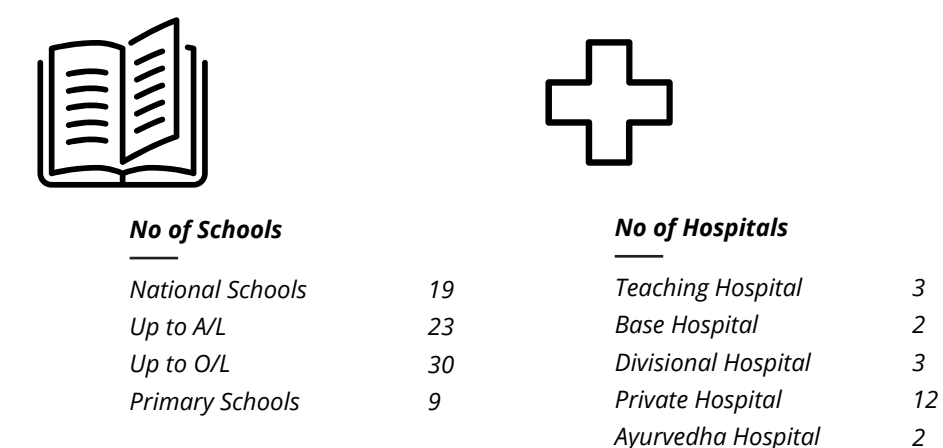 No of Schools
National Schools 19
Up to A/L 23
Up to O/L 30
Primary Schools 9
No of Hospitals
Teaching Hospital 3
Base Hospital 2
Divisional Hospital 3
Private Hospital 12
Ayurvedha Hospital 2